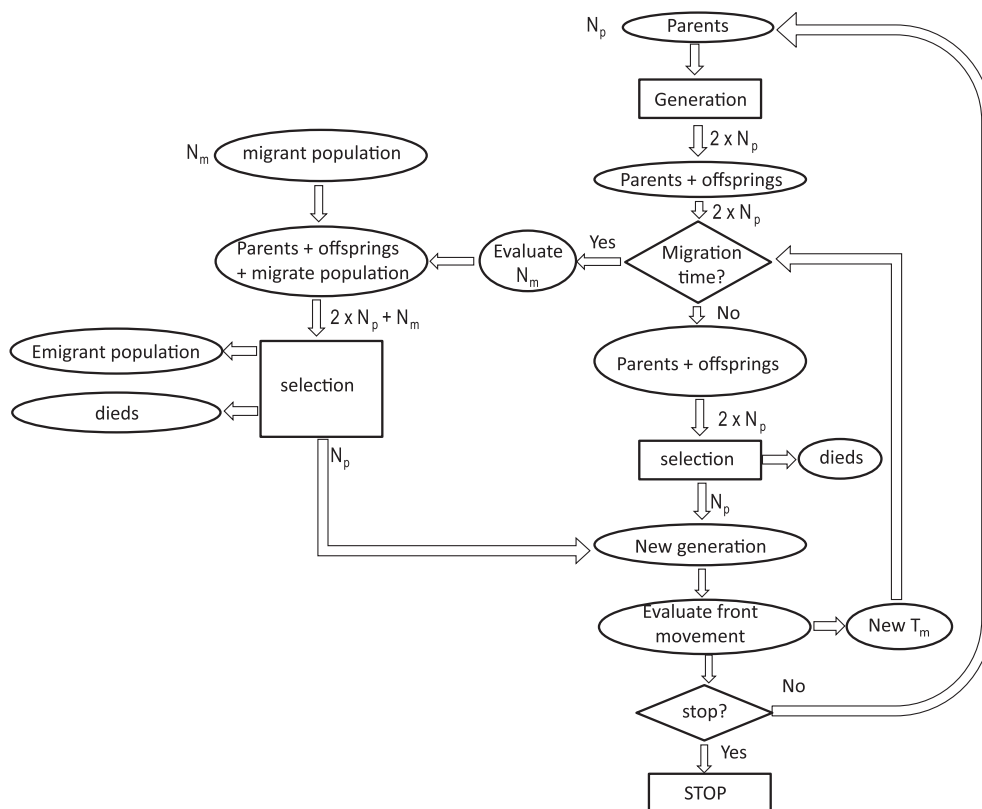 N_p
Parents
Generation
2 x N_p
N_m
migrant population
Parents + offsprings
2 x N_p
Parents + offsprings
+ migrate population
Evaluate
N_m
Yes
Migration
time?
No
2 x N_p + N_m
Emigrant population
selection
dieds
Parents + offsprings
2 x N_p
N_p
selection
dieds
N_p
New generation
Evaluate front
movement
New T_m
No
stop?
Yes
STOP